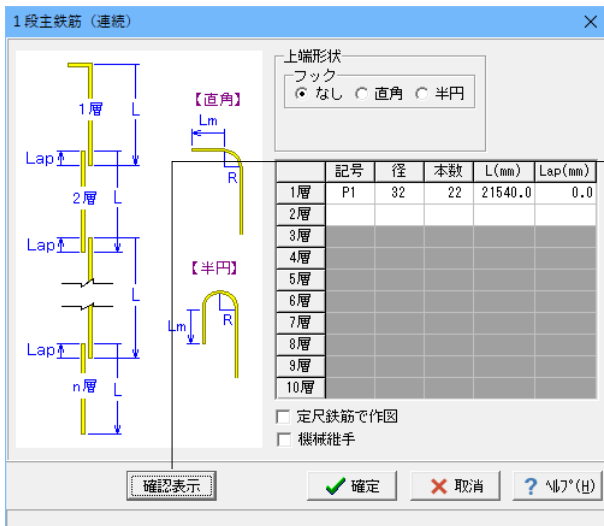 1段主鉄筋（連続）
上端形状
フック
なし 直角 半円
1層
L
Lap
2層
L
Lap
L
Lap
n層
L
【直角】
Lm
R
【半円】
Lm
R
記号 径 本数 L(mm) Lap(mm)
1層 P1 32 22 21540.0 0.0
2層
3層
4層
5層
6層
7層
8層
9層
10層
定尺鉄筋で作図
機械継手
確認表示 確定 取消 ? ﾍﾙﾌﾟ(H)